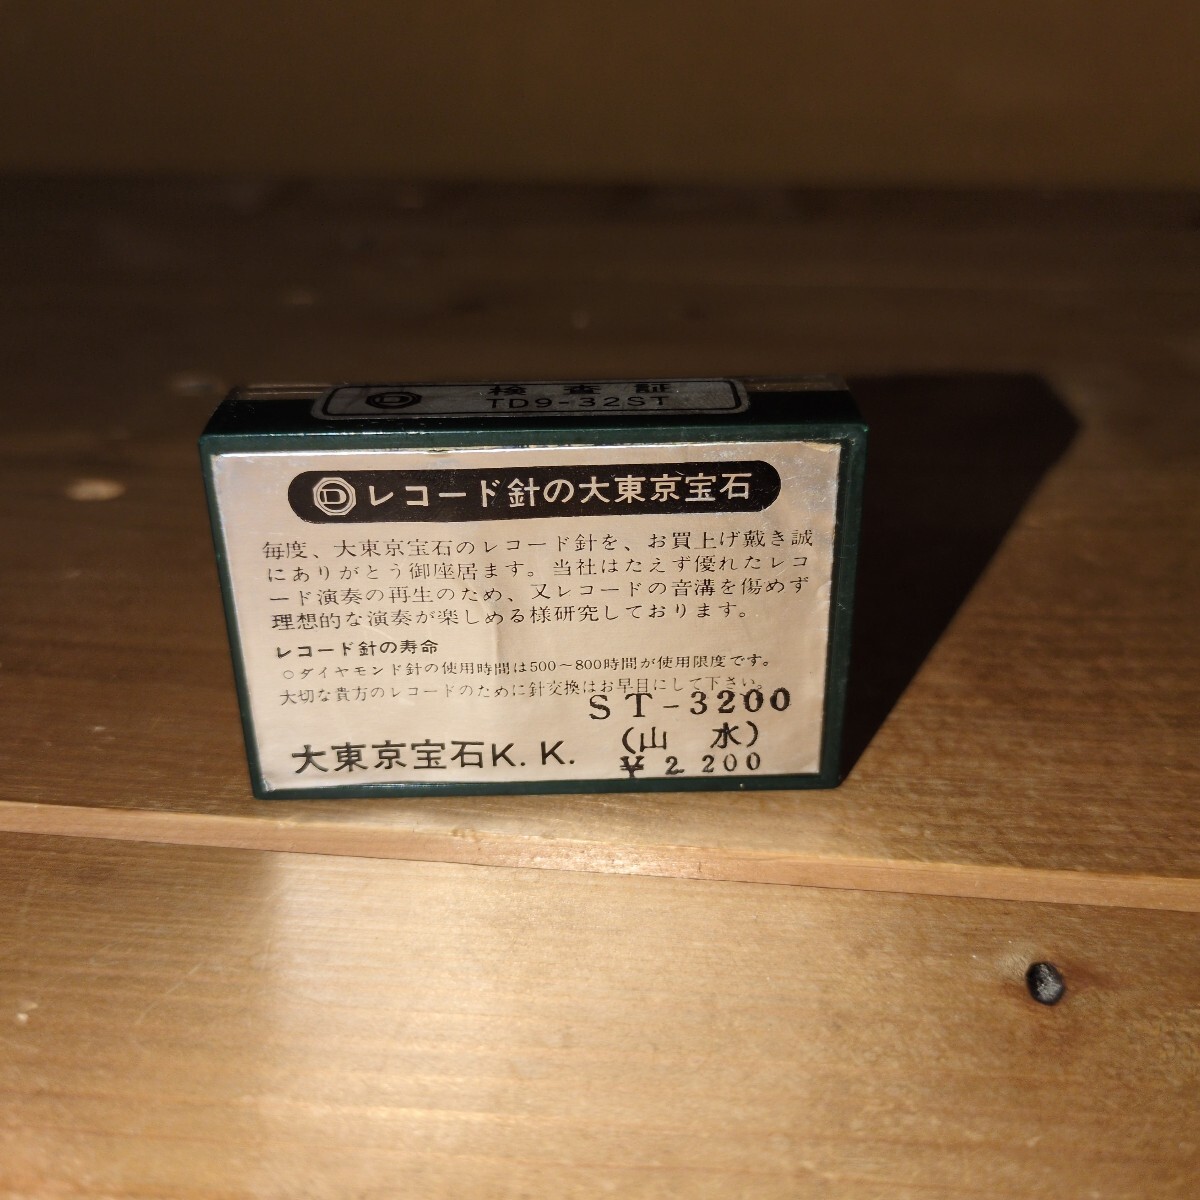 D 検査証
TD9-32ST
D レコード針の大東京宝石
毎度、大東京宝石のレコード針を、お買上げ戴き誠
にありがとう御座居ます。当社はたえず優れたレコ
ード演奏の再生のため、又レコードの音溝を傷めず
理想的な演奏が楽しめる様研究しております。
レコード針の寿命
○ダイヤモンド針の使用時間は500～800時間が使用限度です。
大切な貴方のレコードのために針交換はお早目にして下さい。
ST-3200
(山 水)
大東京宝石K.K.
¥2200